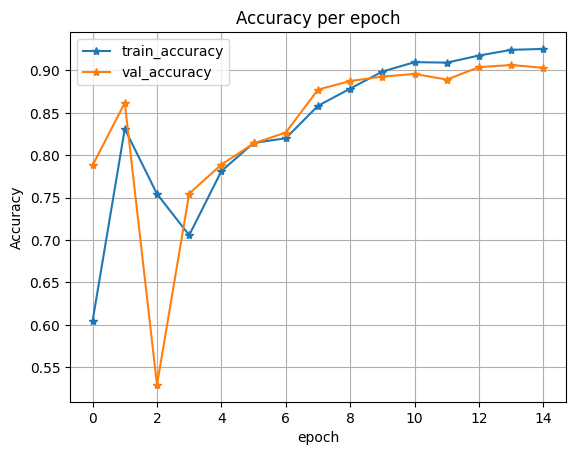 Accuracy per epoch
train_accuracy
val_accuracy
Accuracy
0.90
0.85
0.80
0.75
0.70
0.65
0.60
0.55
0 2 4 6 8 10 12 14
epoch